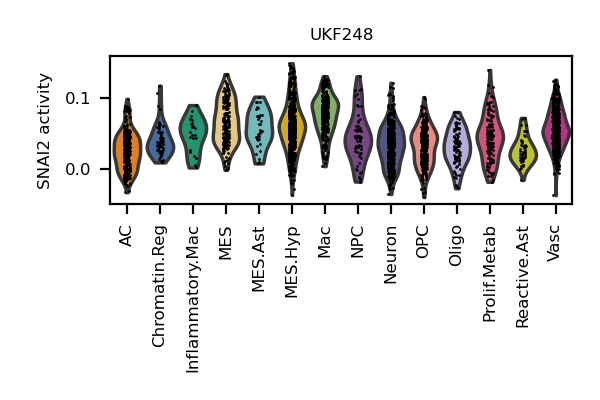 UKF248
SNAI2 activity
0.1
0.0
AC
Chromatin.Reg
Inflammatory.Mac
MES
MES.Ast
MES.Hyp
Mac
NPC
Neuron
OPC
Oligo
Prolif.Metab
Reactive.Ast
Vasc